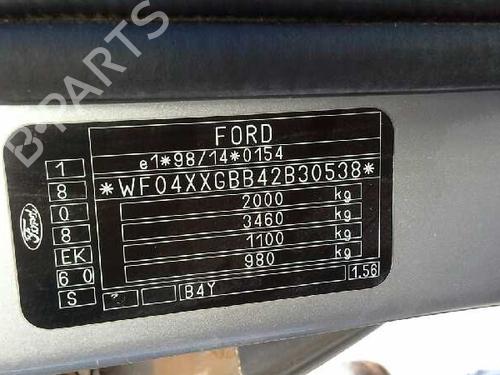 FORD
e1*98/14*0154
*WF04XXGBB42B30538*
2000 kg
3460 kg
1100 kg
980 kg
1
8
0
8
EK
6 0
S
B4Y
1.56
Ford
B-PARTS